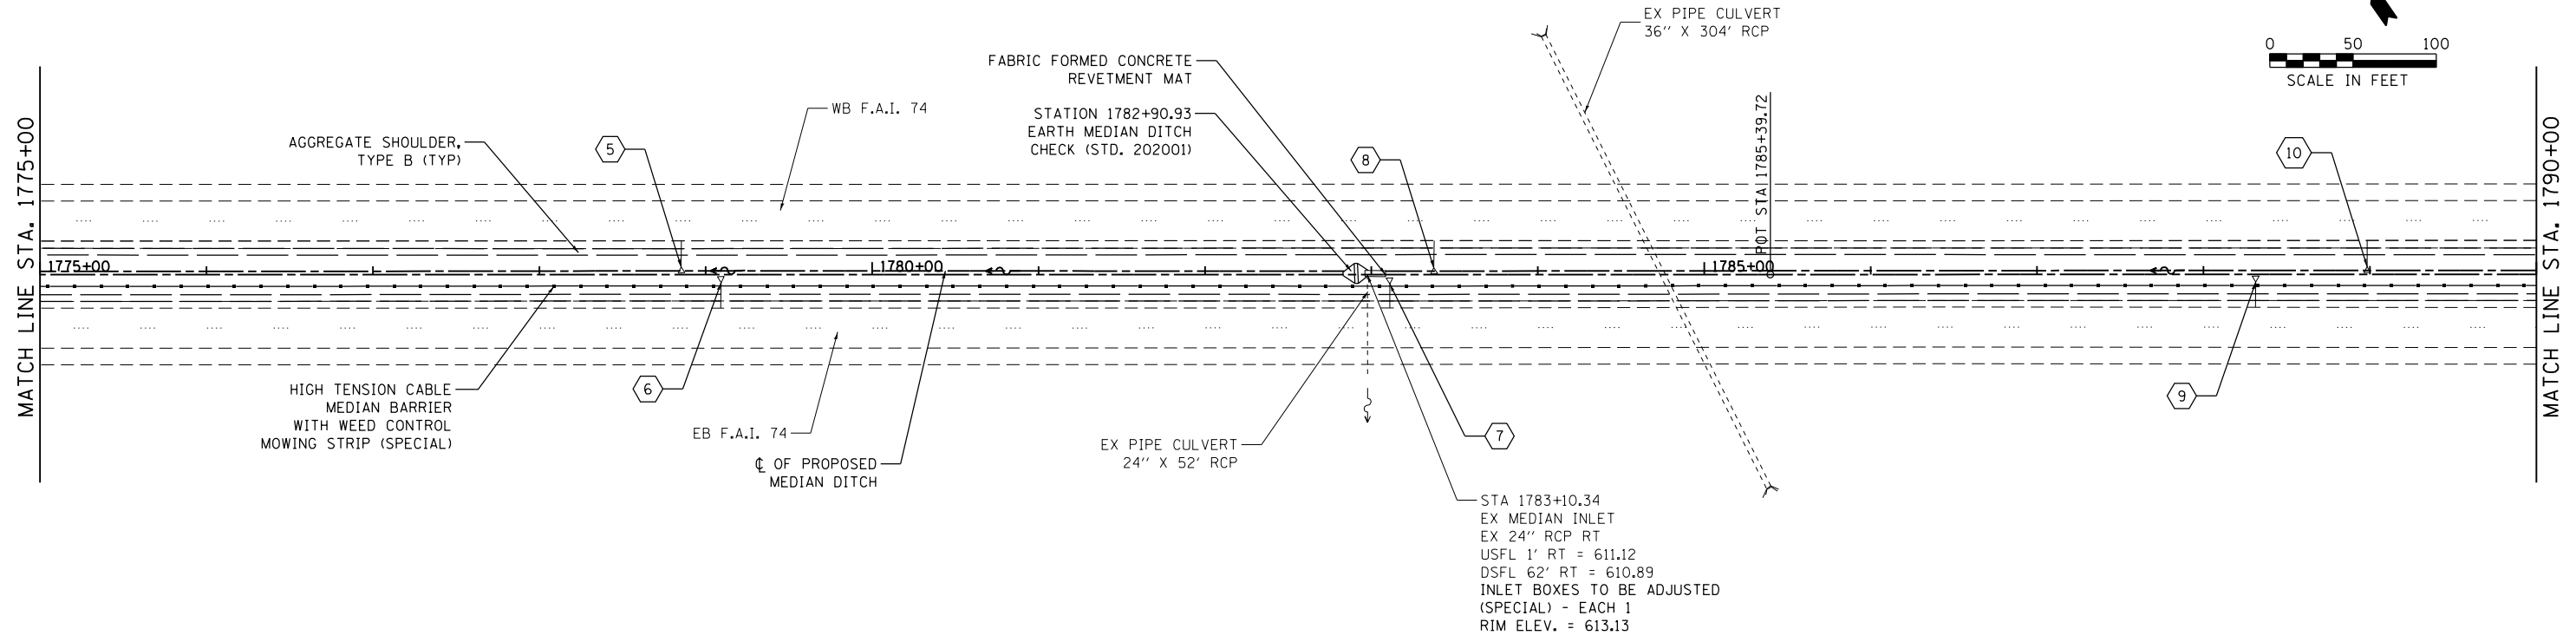 EX PIPE CULVERT
36" X 304' RCP
0 50 100
SCALE IN FEET
FABRIC FORMED CONCRETE
REVETMENT MAT
STATION 1782+90.93
EARTH MEDIAN DITCH
CHECK (STD. 202001)
WB F.A.I. 74
AGGREGATE SHOULDER,
TYPE B (TYP)
5
8
10
POT STA 1785+39.72
MATCH LINE STA. 1775+00
MATCH LINE STA. 1790+00
1775+00
1780+00
1785+00
HIGH TENSION CABLE
MEDIAN BARRIER
WITH WEED CONTROL
MOWING STRIP (SPECIAL)
6
EB F.A.I. 74
℄ OF PROPOSED
MEDIAN DITCH
EX PIPE CULVERT
24" X 52' RCP
7
9
STA 1783+10.34
EX MEDIAN INLET
EX 24" RCP RT
USFL 1' RT = 611.12
DSFL 62' RT = 610.89
INLET BOXES TO BE ADJUSTED
(SPECIAL) - EACH 1
RIM ELEV. = 613.13